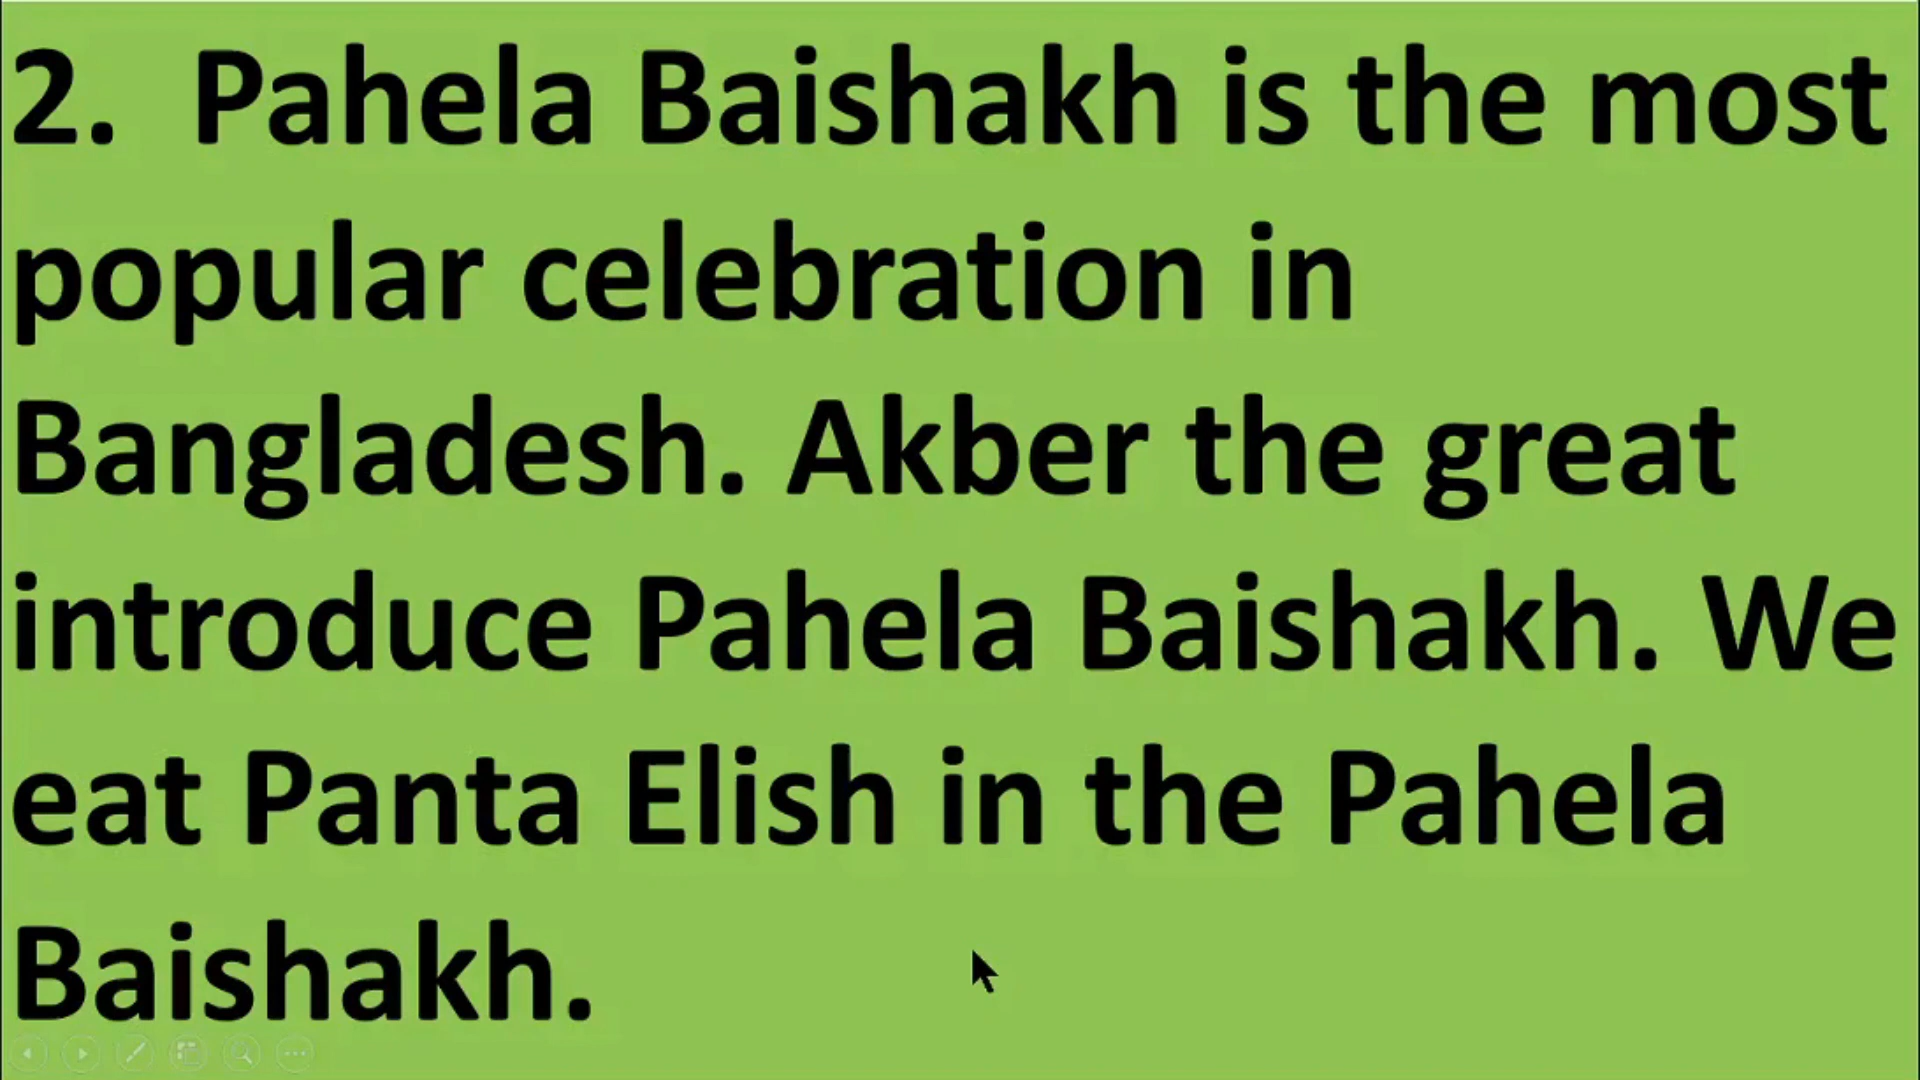 2. Pahela Baishakh is the most
popular celebration in
Bangladesh. Akber the great
introduce Pahela Baishakh. We
eat Panta Elish in the Pahela
Baishakh.